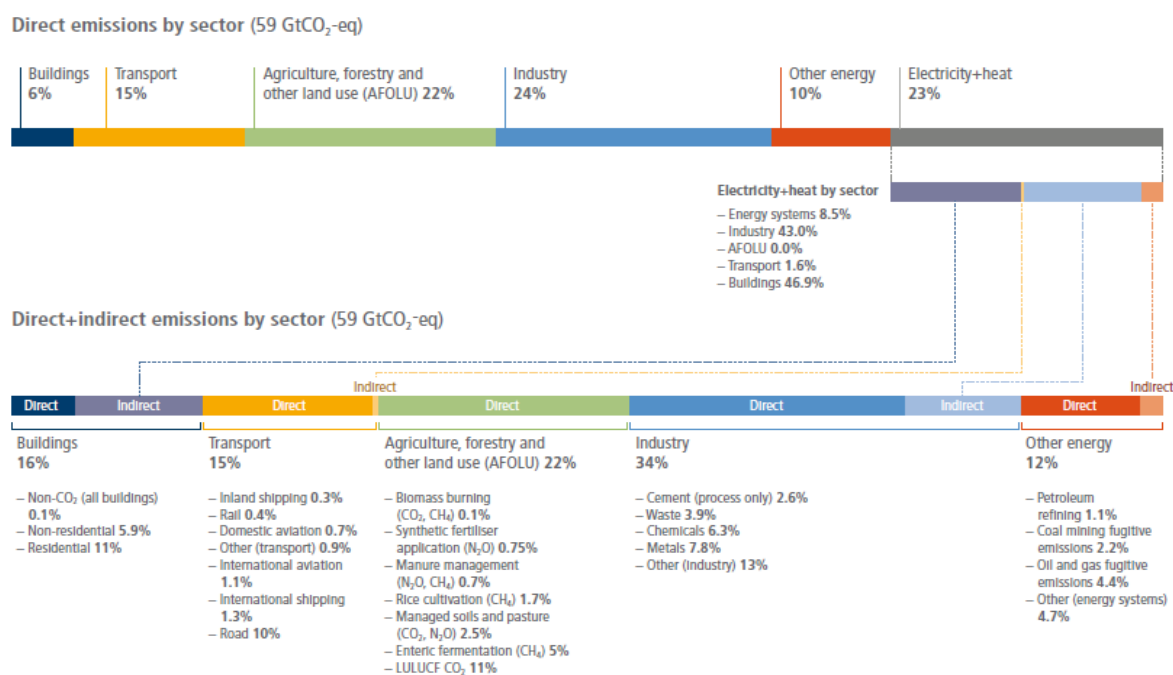 Direct emissions by sector (59 GtCO₂-eq)
Buildings
6%
Transport
15%
Agriculture, forestry and
other land use (AFOLU) 22%
Industry
24%
Other energy
10%
Electricity+heat
23%
Electricity+heat by sector
– Energy systems 8.5%
– Industry 43.0%
– AFOLU 0.0%
– Transport 1.6%
– Buildings 46.9%
Direct+indirect emissions by sector (59 GtCO₂-eq)
Indirect
Indirect
Direct
Indirect
Direct
Direct
Direct
Indirect
Direct
Buildings
16%
– Non-CO₂ (all buildings)
0.1%
– Non-residential 5.9%
– Residential 11%
Transport
15%
– Inland shipping 0.3%
– Rail 0.4%
– Domestic aviation 0.7%
– Other (transport) 0.9%
– International aviation
1.1%
– International shipping
1.3%
– Road 10%
Agriculture, forestry and
other land use (AFOLU) 22%
– Biomass burning
(CO₂, CH₄) 0.1%
– Synthetic fertiliser
application (N₂O) 0.75%
– Manure management
(N₂O, CH₄) 0.7%
– Rice cultivation (CH₄) 1.7%
– Managed soils and pasture
(CO₂, N₂O) 2.5%
– Enteric fermentation (CH₄) 5%
– LULUCF CO₂ 11%
Industry
34%
– Cement (process only) 2.6%
– Waste 3.9%
– Chemicals 6.3%
– Metals 7.8%
– Other (industry) 13%
Other energy
12%
– Petroleum
refining 1.1%
– Coal mining fugitive
emissions 2.2%
– Oil and gas fugitive
emissions 4.4%
– Other (energy systems)
4.7%